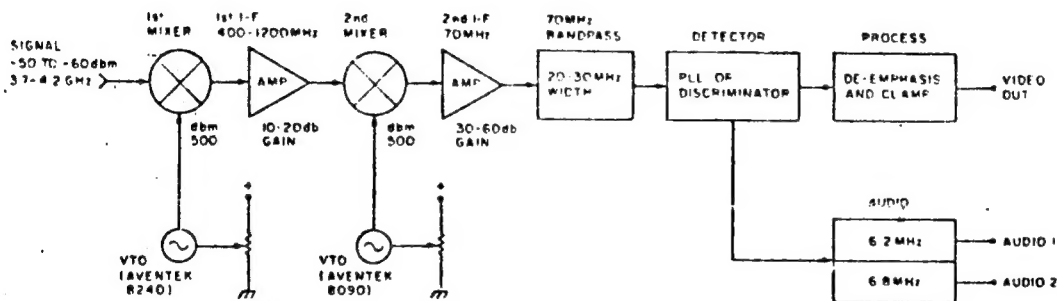 SIGNAL
-50 TO -60dbm
3.7-4.2 GHz
1st
MIXER
dbm
500
VTO
(AVENTEK
8240)
+
1st I-F
400-1200MHz
AMP
10-20db
GAIN
2nd
MIXER
dbm
500
VTO
(AVENTEK
8090)
+
2nd I-F
70MHz
AMP
30-60db
GAIN
70MHz
BANDPASS
20-30MHz
WIDTH
DETECTOR
PLL OF
DISCRIMINATOR
PROCESS
DE-EMPHASIS
AND CLAMP
VIDEO
OUT
AUDIO
6.2MHz
6.8MHz
AUDIO 1
AUDIO 2